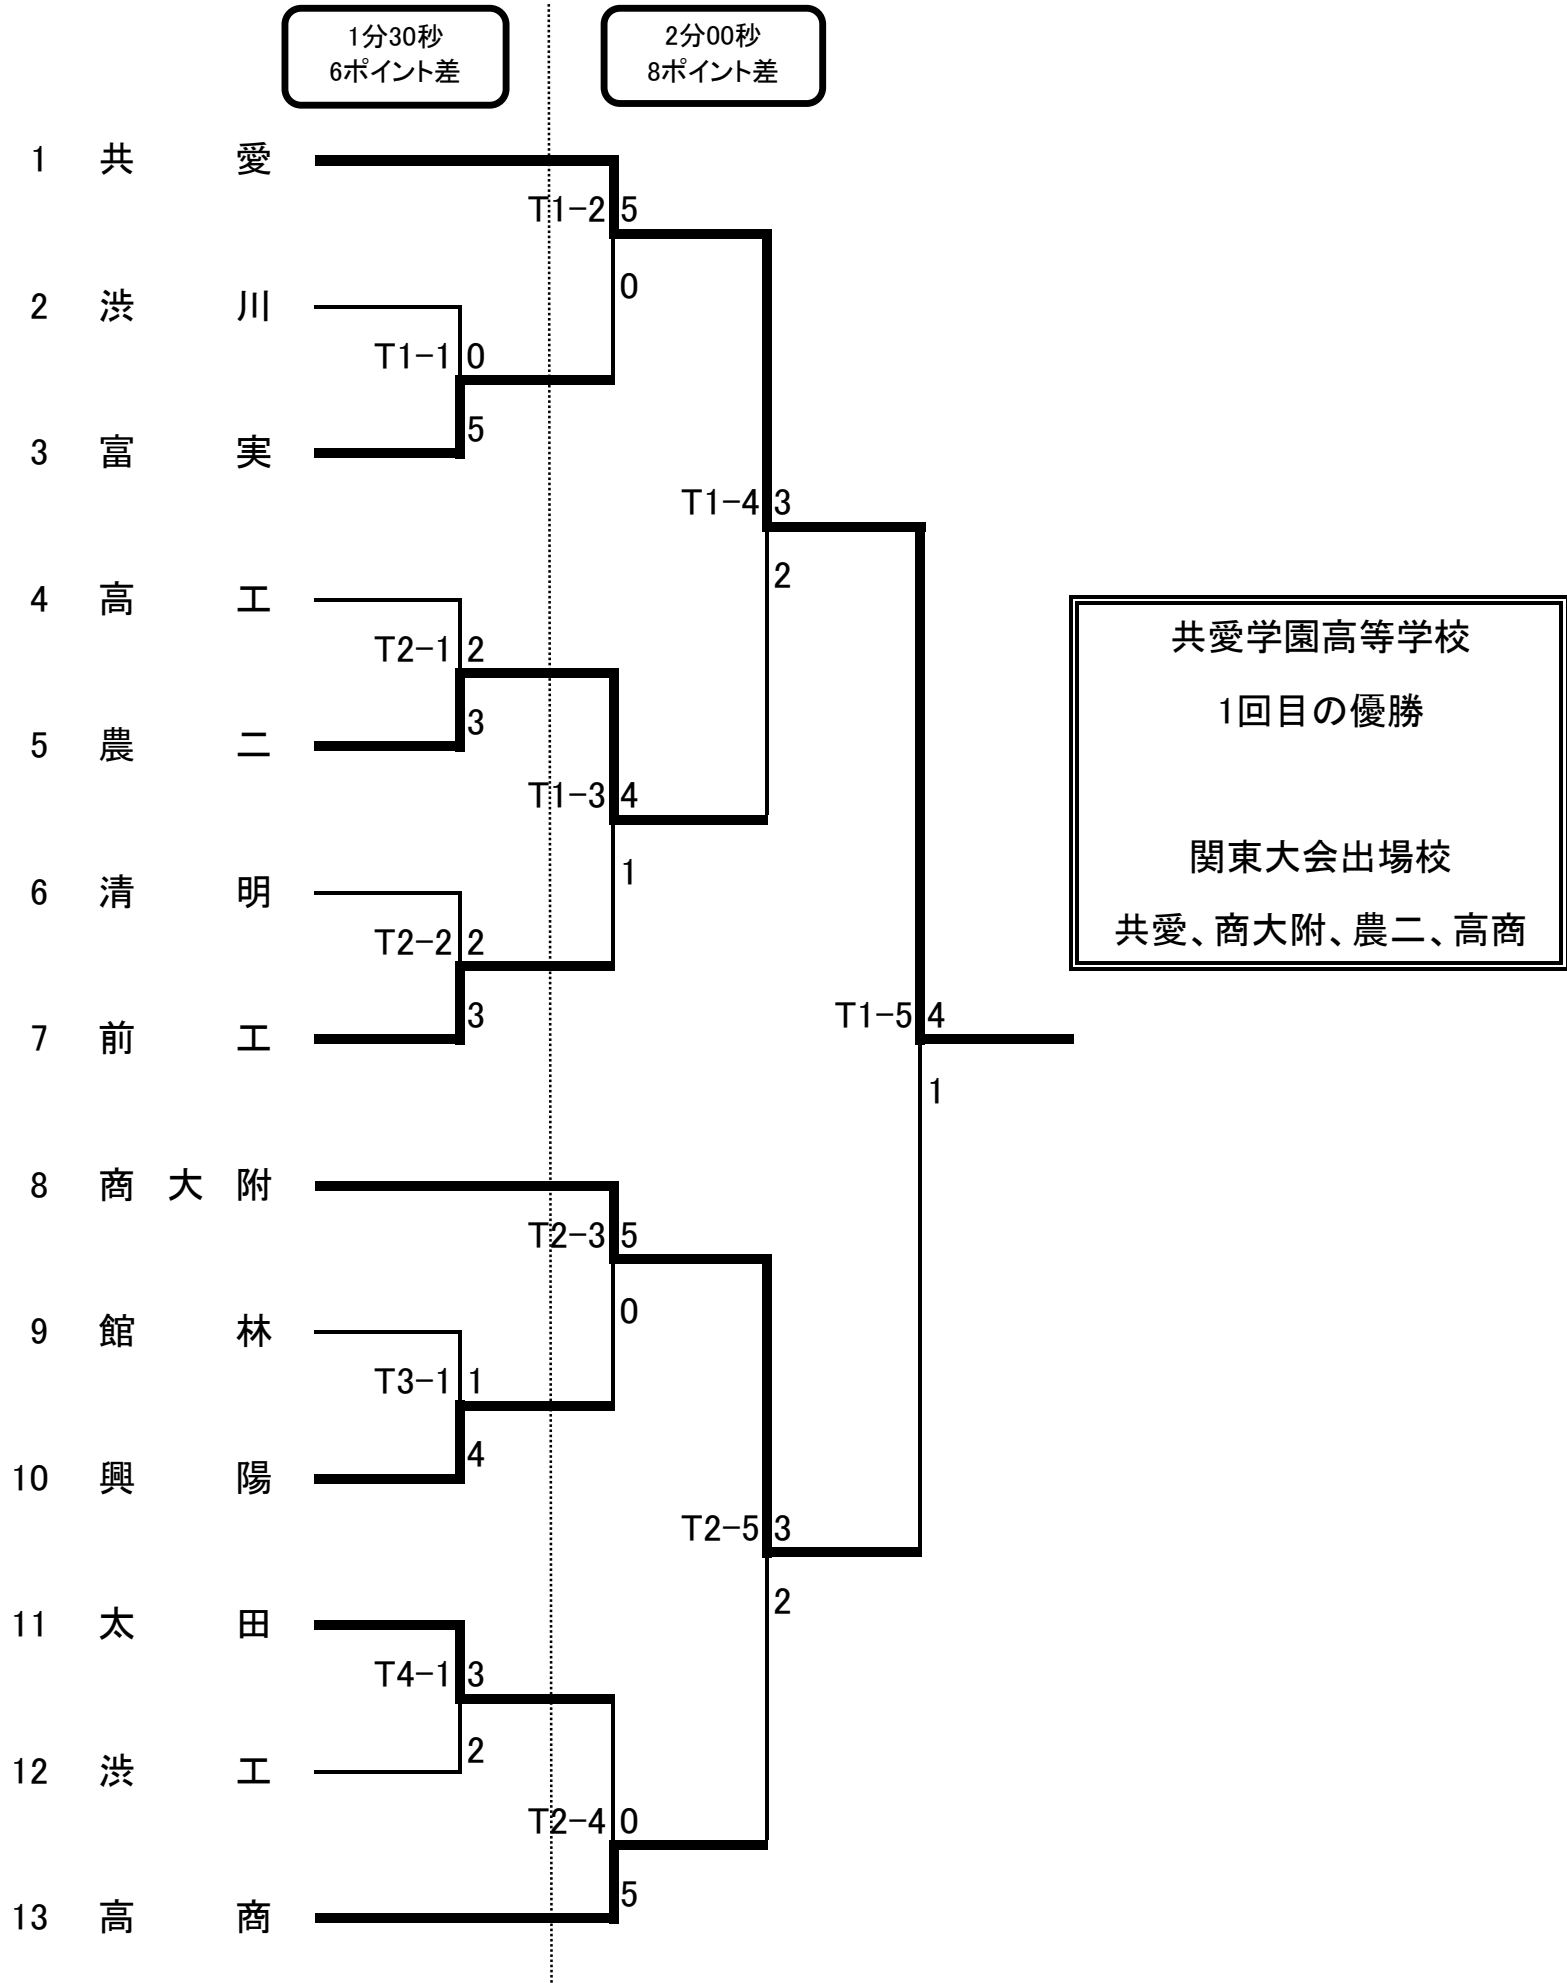 1分30秒
6ポイント差
2分00秒
8ポイント差
1 共 愛
T1-2 5
0
2 渋 川
T1-1 0
5
3 富 実
T1-4 3
2
4 高 工
T2-1 2
3
5 農 二
T1-3 4
1
6 清 明
T2-2 2
3
7 前 工
共愛学園高等学校
1回目の優勝
関東大会出場校
共愛、商大附、農二、高商
T1-5 4
1
8 商 大 附
T2-3 5
0
9 館 林
T3-1 1
4
10 興 陽
T2-5 3
2
11 太 田
T4-1 3
2
12 渋 工
T2-4 0
5
13 高 商